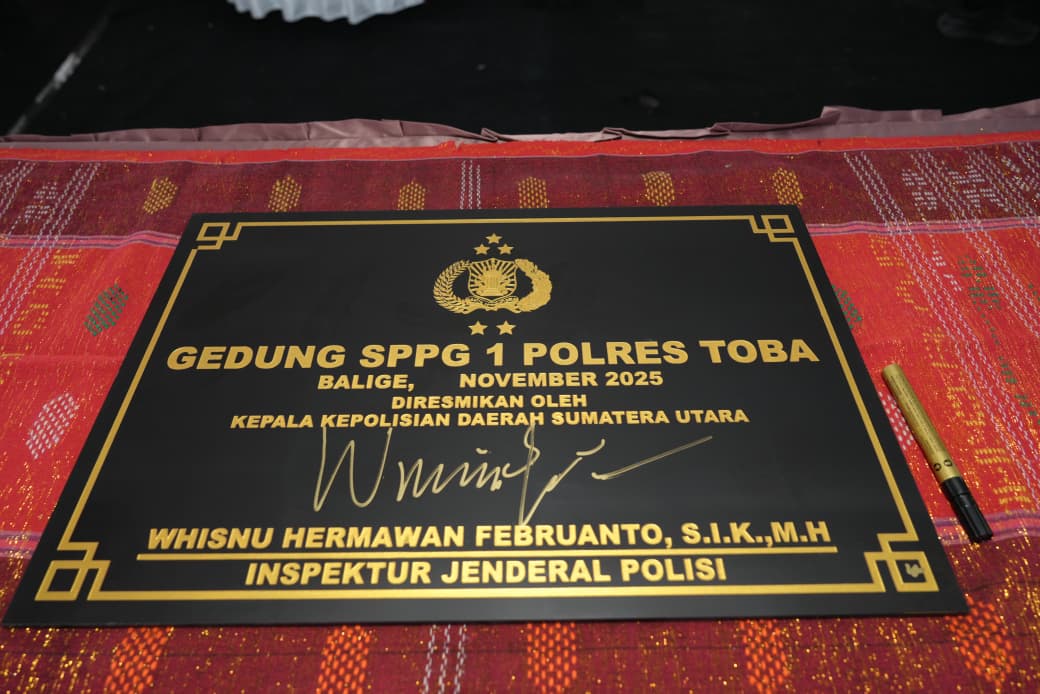 GEDUNG SPPG 1 POLRES TOBA
BALIGE, NOVEMBER 2025
DIRESMIKAN OLEH
KEPALA KEPOLISIAN DAERAH SUMATERA UTARA
WHISNU HERMAWAN FEBRUANTO, S.I.K.,M.H
INSPEKTUR JENDERAL POLISI